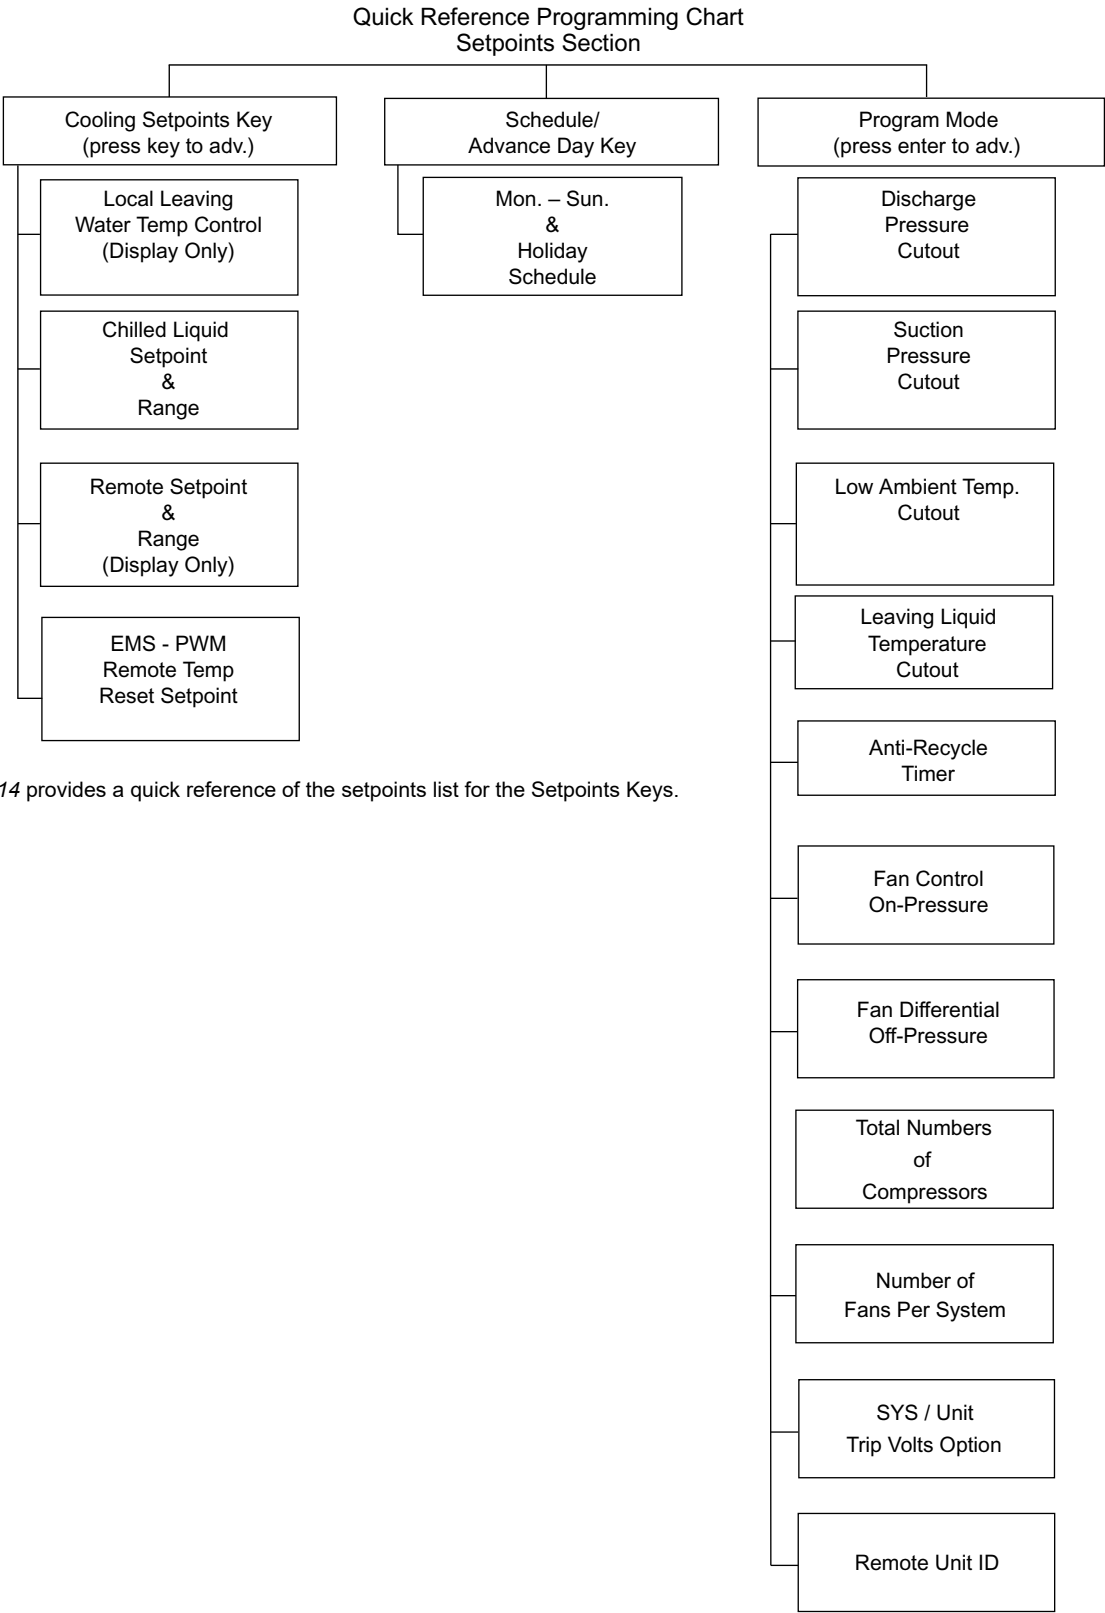 Quick Reference Programming Chart
Setpoints Section
Cooling Setpoints Key
(press key to adv.)
Local Leaving
Water Temp Control
(Display Only)
Chilled Liquid
Setpoint
&
Range
Remote Setpoint
&
Range
(Display Only)
EMS - PWM
Remote Temp
Reset Setpoint
Schedule/
Advance Day Key
Mon. – Sun.
&
Holiday
Schedule
Program Mode
(press enter to adv.)
Discharge
Pressure
Cutout
Suction
Pressure
Cutout
Low Ambient Temp.
Cutout
Leaving Liquid
Temperature
Cutout
Anti-Recycle
Timer
Fan Control
On-Pressure
Fan Differential
Off-Pressure
Total Numbers
of
Compressors
Number of
Fans Per System
SYS / Unit
Trip Volts Option
Remote Unit ID
14 provides a quick reference of the setpoints list for the Setpoints Keys.